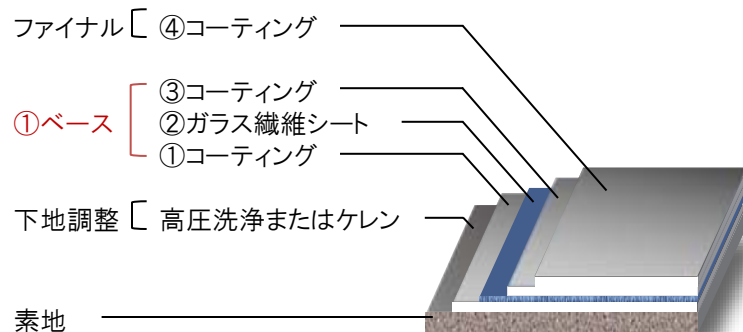 ファイナル ④コーティング
③コーティング
①ベース ②ガラス繊維シート
①コーティング
下地調整 高圧洗浄またはケレン
素地